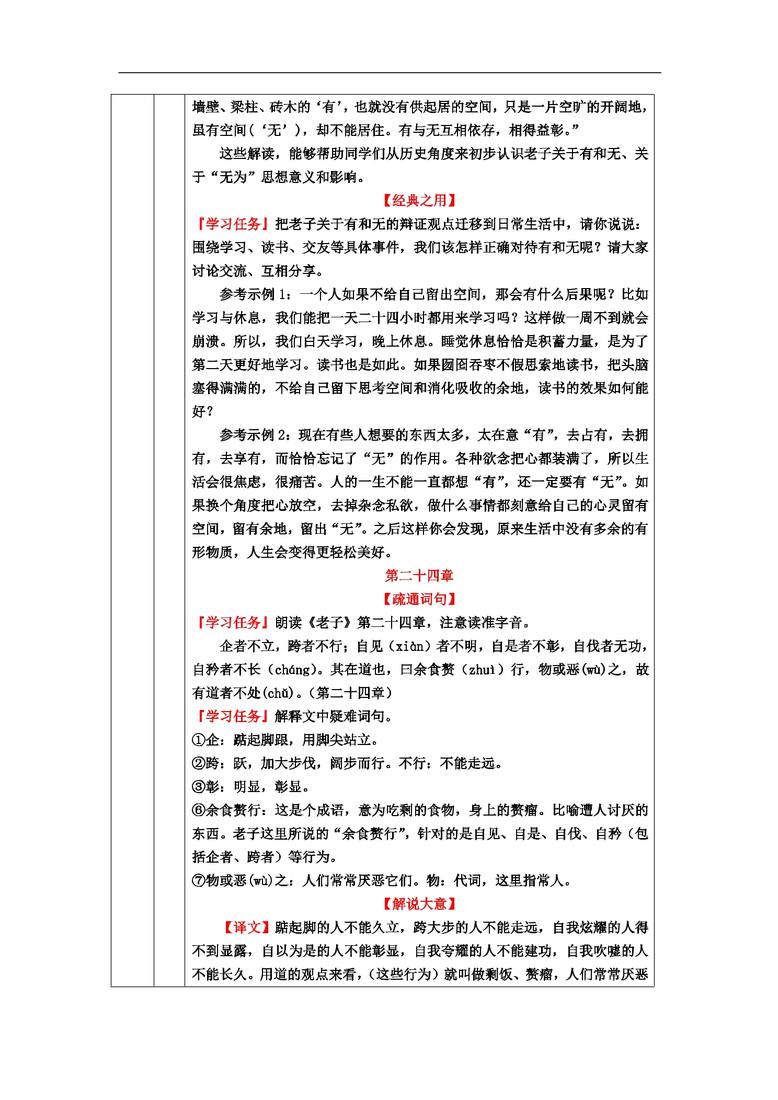 墙壁、梁柱、砖木的‘有’，也就没有供起居的空间，只是一片空旷的开阔地，
虽有空间(‘无’)，却不能居住。有与无互相依存，相得益彰。”
这些解读，能够帮助同学们从历史角度来初步认识老子关于有和无、关
于“无为”思想意义和影响。
【经典之用】
『学习任务』把老子关于有和无的辩证观点迁移到日常生活中，请你说说：
围绕学习、读书、交友等具体事件，我们该怎样正确对待有和无呢？请大家
讨论交流、互相分享。
参考示例1：一个人如果不给自己留出空间，那会有什么后果呢？比如
学习与休息，我们能把一天二十四小时都用来学习吗？这样做一周不到就会
崩溃。所以，我们白天学习，晚上休息。睡觉休息恰恰是积蓄力量，是为了
第二天更好地学习。读书也是如此。如果囫囵吞枣不假思索地读书，把头脑
塞得满满的，不给自己留下思考空间和消化吸收的余地，读书的效果如何能
好？
参考示例2：现在有些人想要的东西太多，太在意“有”，去占有，去拥
有，去享有，而恰恰忘记了“无”的作用。各种欲念把心都装满了，所以生
活会很焦虑，很痛苦。人的一生不能一直都想“有”，还一定要有“无”。如
果换个角度把心放空，去掉杂念私欲，做什么事情都刻意给自己的心灵留有
空间，留有余地，留出“无”。之后这样你会发现，原来生活中没有多余的有
形物质，人生会变得更轻松美好。
第二十四章
【疏通词句】
『学习任务』朗读《老子》第二十四章，注意读准字音。
企者不立，跨者不行；自见（xiàn）者不明，自是者不彰，自伐者无功，
自矜者不长（cháng）。其在道也，曰余食赘（zhuì）行，物或恶(wù)之，故
有道者不处(chǔ)。（第二十四章）
『学习任务』解释文中疑难词句。
①企：踮起脚跟，用脚尖站立。
②跨：跃，加大步伐，阔步而行。不行：不能走远。
③彰：明显，彰显。
⑥余食赘行：这是个成语，意为吃剩的食物，身上的赘瘤。比喻遭人讨厌的
东西。老子这里所说的“余食赘行”，针对的是自见、自是、自伐、自矜（包
括企者、跨者）等行为。
⑦物或恶(wù)之：人们常常厌恶它们。物：代词，这里指常人。
【解说大意】
【译文】踮起脚的人不能久立，跨大步的人不能走远，自我炫耀的人得
不到显露，自以为是的人不能彰显，自我夸耀的人不能建功，自我吹嘘的人
不能长久。用道的观点来看，（这些行为）就叫做剩饭、赘瘤，人们常常厌恶